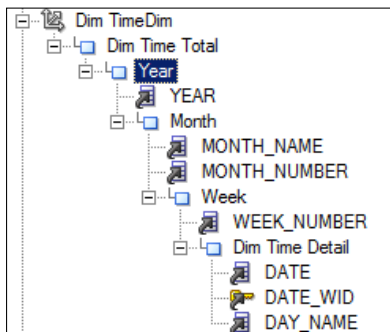 Dim TimeDim
Dim Time Total
Year
YEAR
Month
MONTH_NAME
MONTH_NUMBER
Week
WEEK_NUMBER
Dim Time Detail
DATE
DATE_WID
DAY_NAME